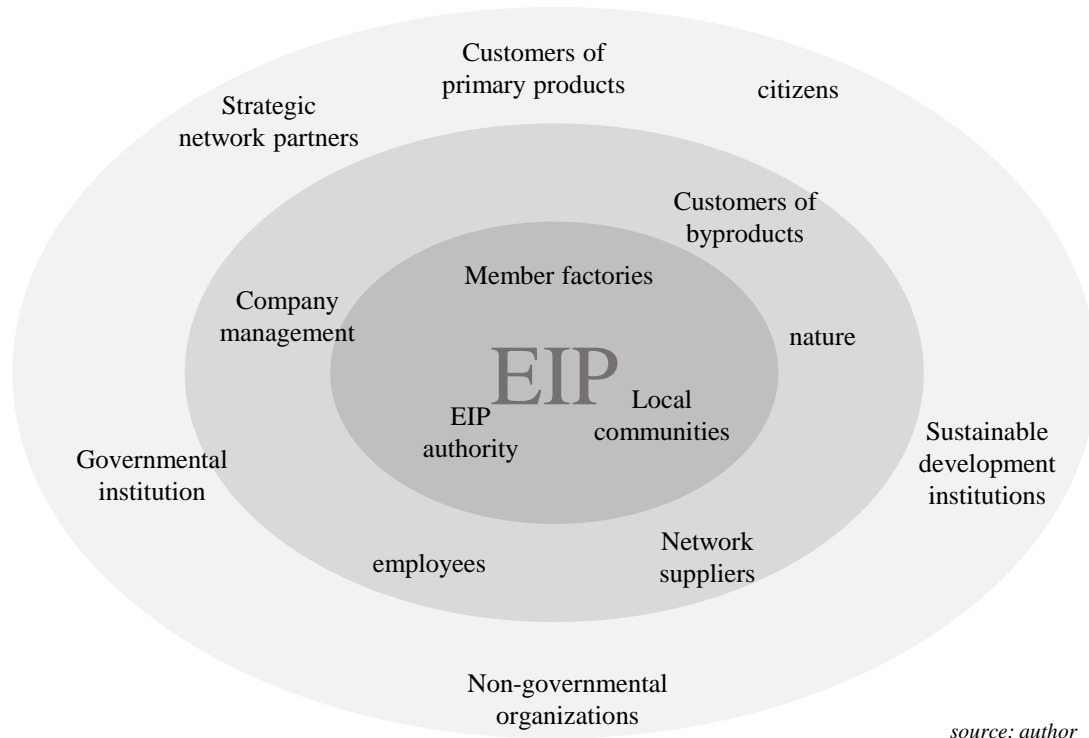 Customers of
primary products
citizens
Strategic
network partners
Customers of
byproducts
Member factories
Company
management
nature
EIP
Local
communities
EIP
authority
Governmental
institution
Sustainable
development
institutions
employees
Network
suppliers
Non-governmental
organizations
source: author